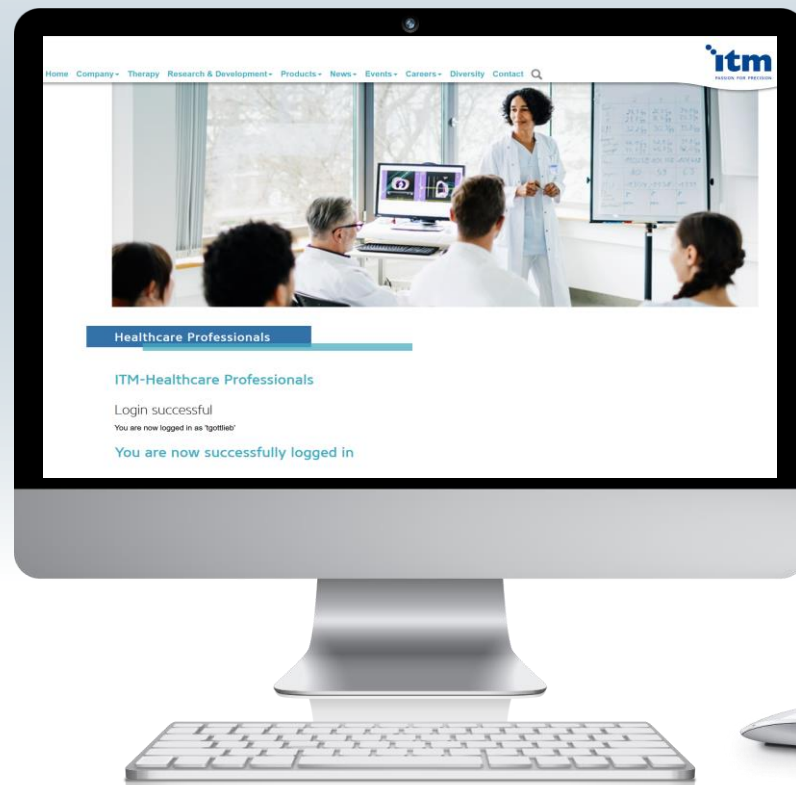 Home Company Therapy Research & Development Products News Events Careers Diversity Contact
itm
PASSION FOR PRECISION
Healthcare Professionals
ITM-Healthcare Professionals
Login successful
You are now logged in as 'tgottlieb'
You are now successfully logged in